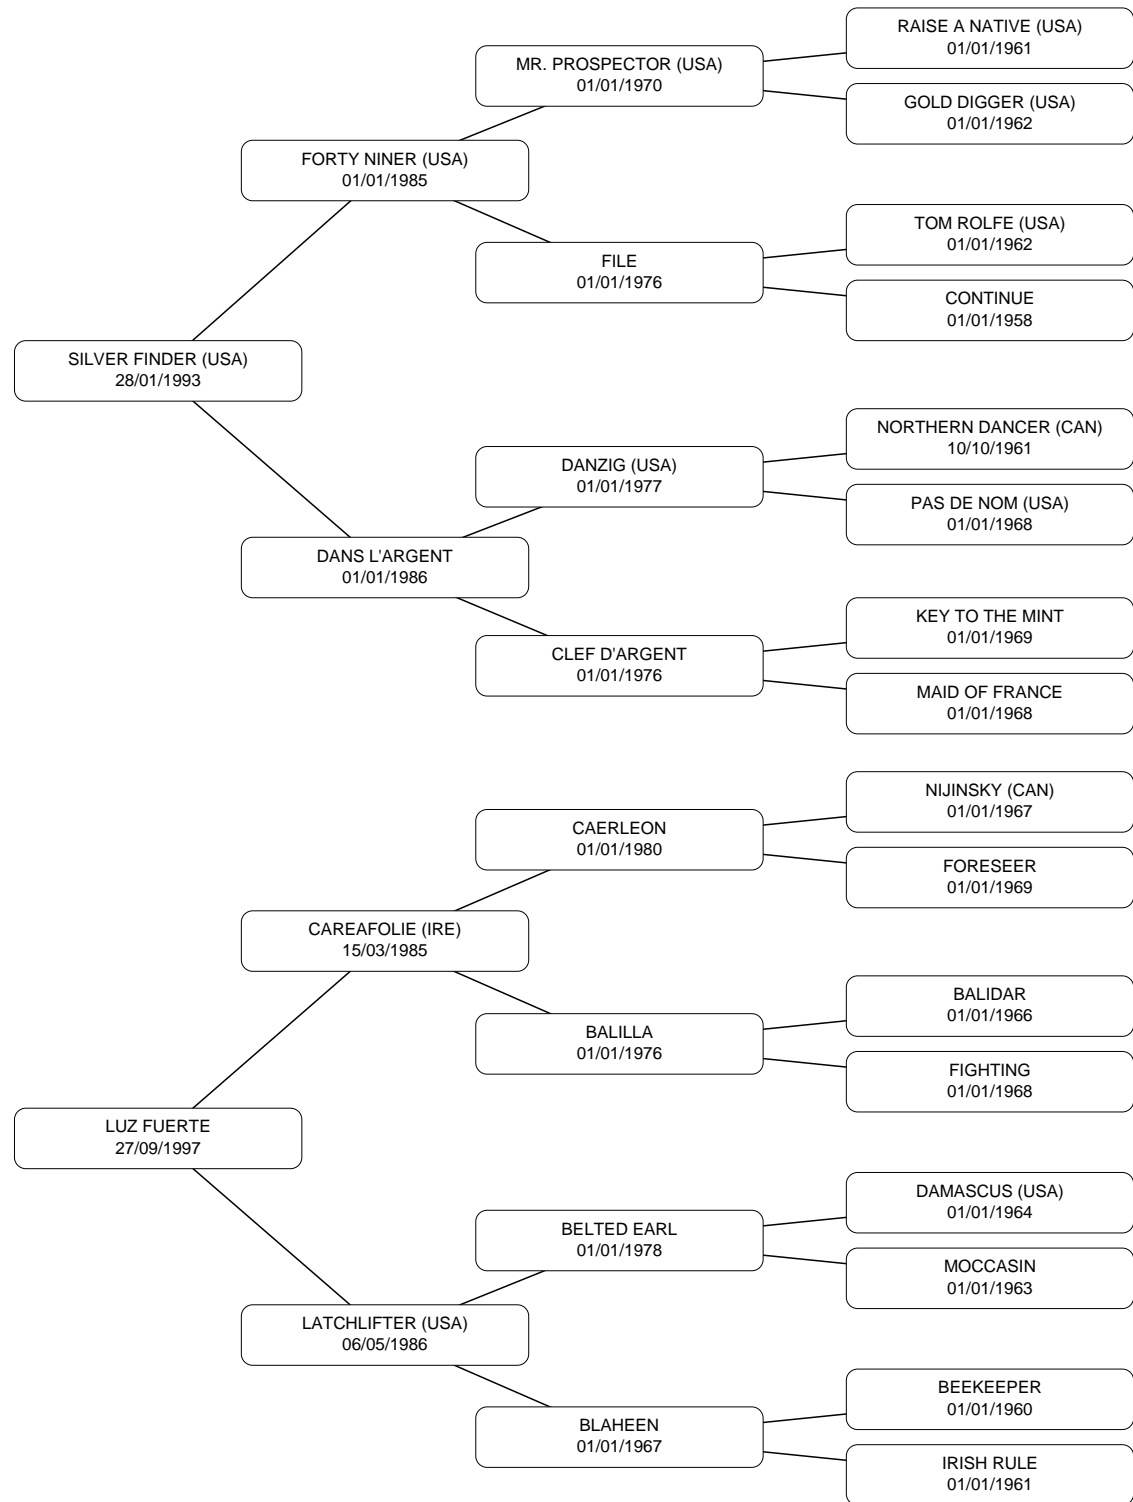 RAISE A NATIVE (USA)
01/01/1961
MR. PROSPECTOR (USA)
01/01/1970
GOLD DIGGER (USA)
01/01/1962
FORTY NINER (USA)
01/01/1985
TOM ROLFE (USA)
01/01/1962
FILE
01/01/1976
CONTINUE
01/01/1958
SILVER FINDER (USA)
28/01/1993
NORTHERN DANCER (CAN)
10/10/1961
DANZIG (USA)
01/01/1977
PAS DE NOM (USA)
01/01/1968
DANS L'ARGENT
01/01/1986
KEY TO THE MINT
01/01/1969
CLEF D'ARGENT
01/01/1976
MAID OF FRANCE
01/01/1968
NIJINSKY (CAN)
01/01/1967
CAERLEON
01/01/1980
FORESEER
01/01/1969
CAREAFOLIE (IRE)
15/03/1985
BALIDAR
01/01/1966
BALILLA
01/01/1976
FIGHTING
01/01/1968
LUZ FUERTE
27/09/1997
DAMASCUS (USA)
01/01/1964
BELTED EARL
01/01/1978
MOCCASIN
01/01/1963
LATCHLIFTER (USA)
06/05/1986
BEEKEEPER
01/01/1960
BLAHEEN
01/01/1967
IRISH RULE
01/01/1961